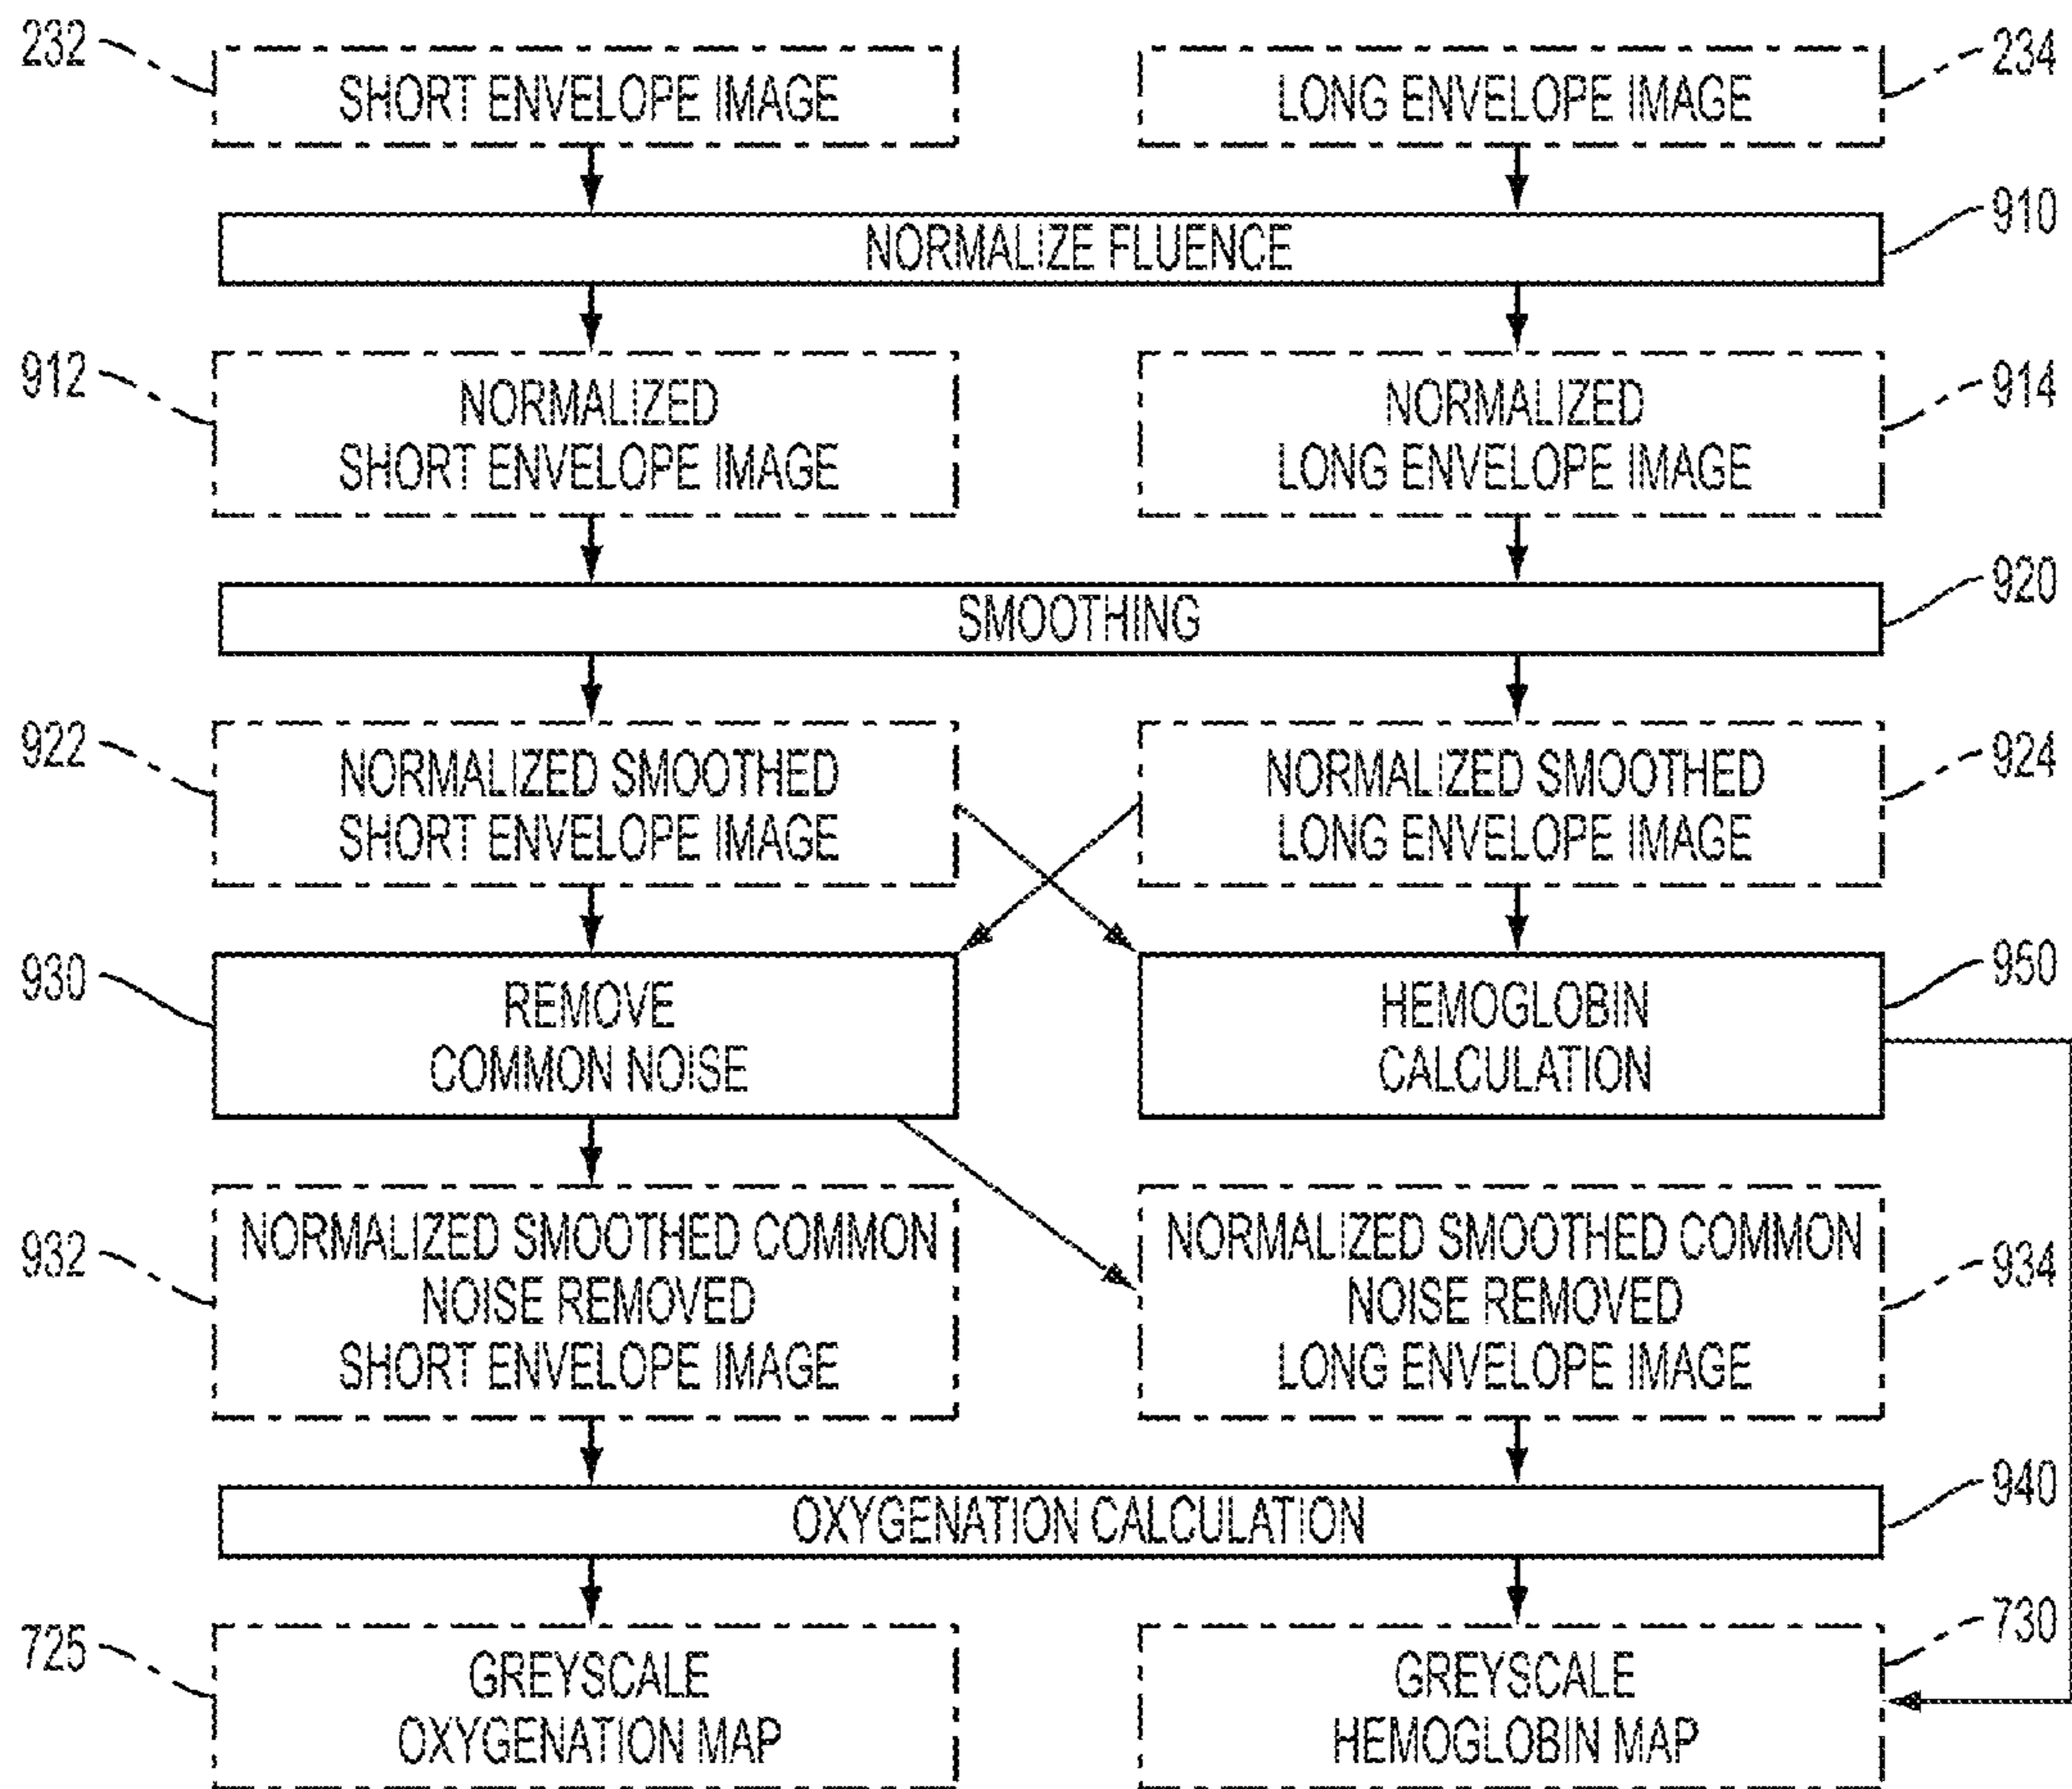 232
SHORT ENVELOPE IMAGE
LONG ENVELOPE IMAGE
234
NORMALIZE FLUENCE
910
912
NORMALIZED
SHORT ENVELOPE IMAGE
NORMALIZED
LONG ENVELOPE IMAGE
914
SMOOTHING
920
922
NORMALIZED SMOOTHED
SHORT ENVELOPE IMAGE
NORMALIZED SMOOTHED
LONG ENVELOPE IMAGE
924
930
REMOVE
COMMON NOISE
HEMOGLOBIN
CALCULATION
960
932
NORMALIZED SMOOTHED COMMON
NOISE REMOVED
SHORT ENVELOPE IMAGE
NORMALIZED SMOOTHED COMMON
NOISE REMOVED
LONG ENVELOPE IMAGE
934
OXYGENATION CALCULATION
940
725
GREYSCALE
OXYGENATION MAP
GREYSCALE
HEMOGLOBIN MAP
730